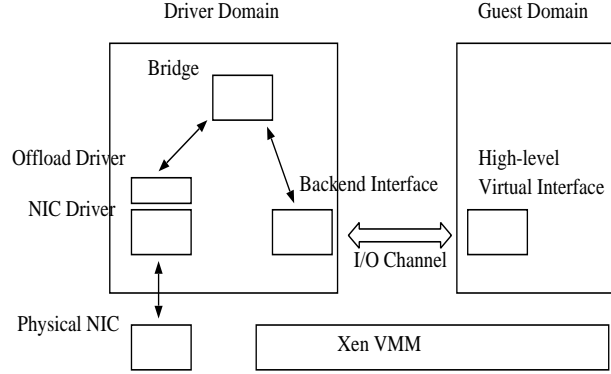 Driver Domain
Guest Domain
Bridge
Offload Driver
NIC Driver
Backend Interface
High-level
Virtual Interface
I/O Channel
Physical NIC
Xen VMM